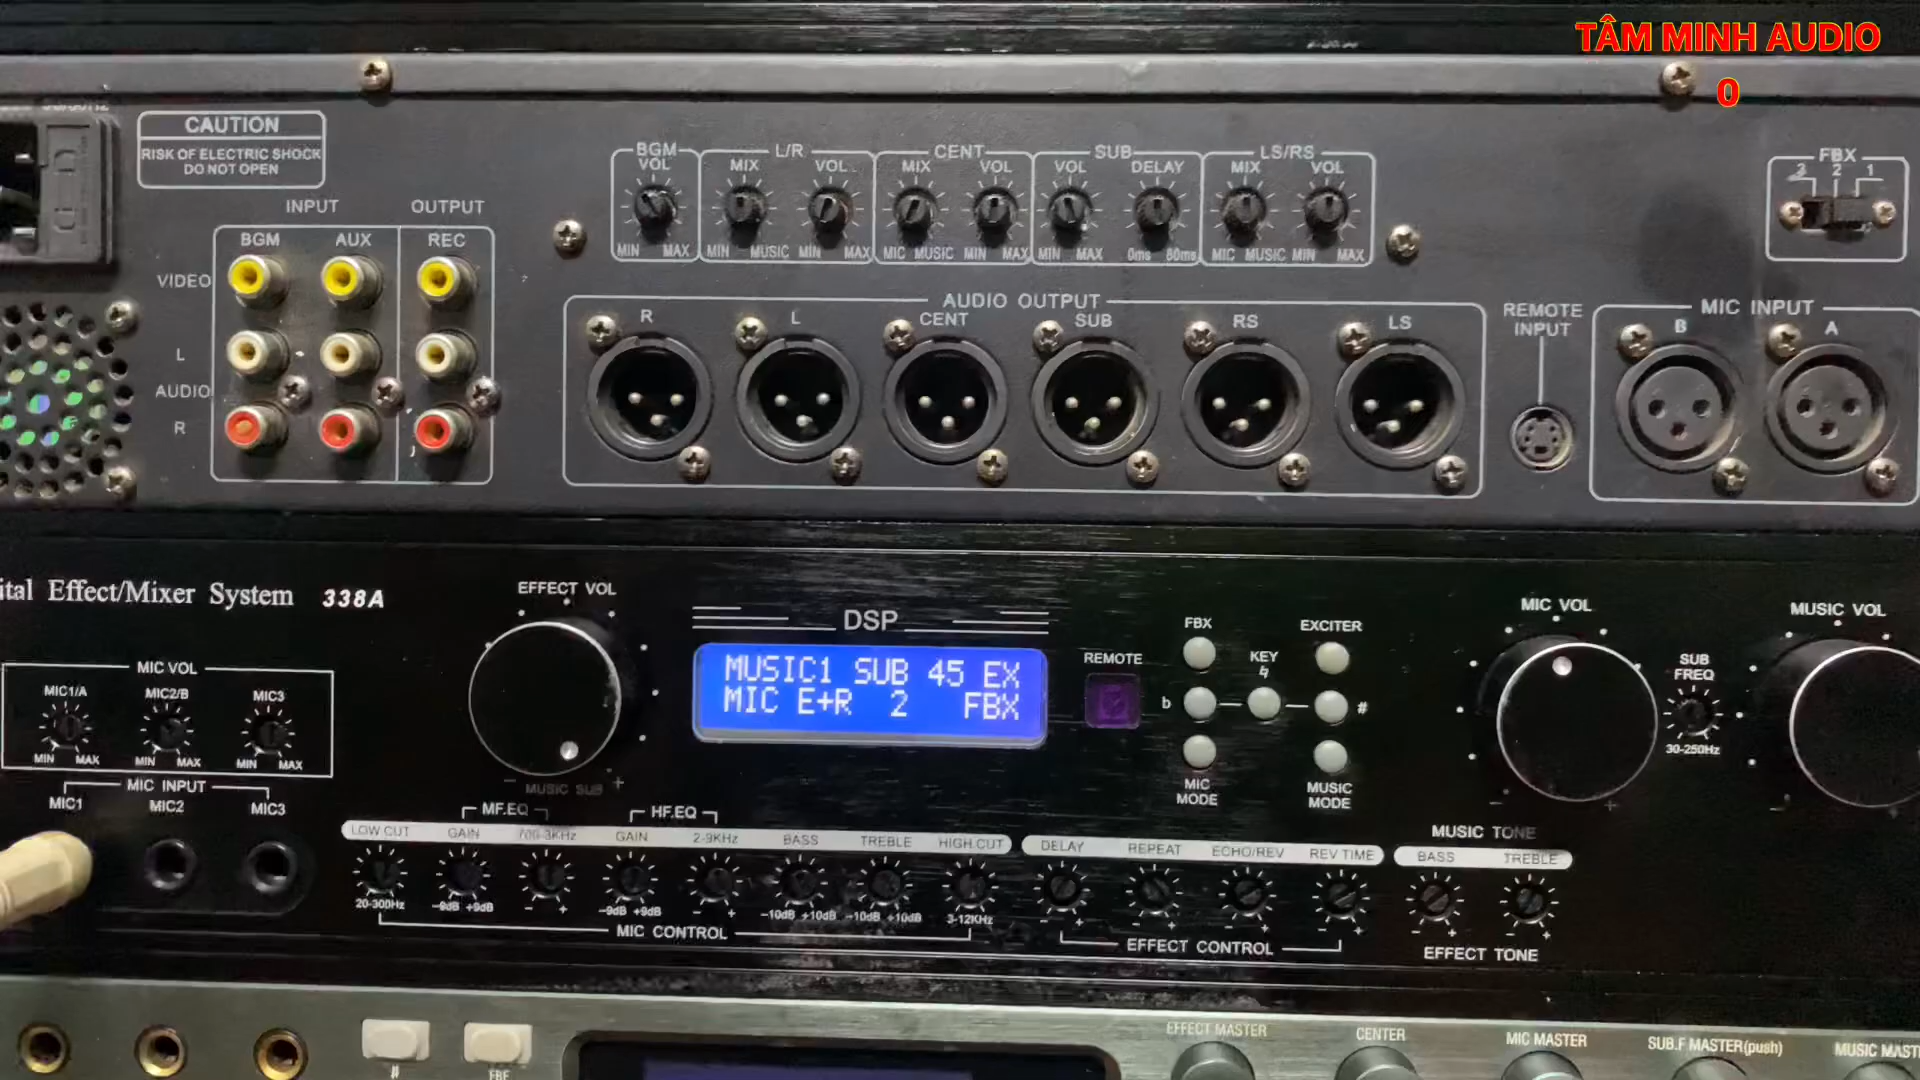 TÂM MINH AUDIO
0
CAUTION
RISK OF ELECTRIC SHOCK
DO NOT OPEN
INPUT OUTPUT
BGM AUX REC
VIDEO
L
AUDIO
R
BGM L/R CENT SUB LS/RS
VOL MIX VOL MIX VOL VOL DELAY MIX VOL
MIN MAX MIN MUSIC MIN MAX MIC MUSIC MIN MAX MIN MAX 0ms 80ms MIC MUSIC MIN MAX
FBX
3 2 1
AUDIO OUTPUT
R L CENT SUB RS LS
REMOTE
INPUT
MIC INPUT
B A
ital Effect/Mixer System 338A
EFFECT VOL
MUSIC SUB
- +
DSP
MUSIC1 SUB 45 EX
MIC E+R 2 FBX
REMOTE
FBX EXCITER
KEY
b #
MIC
MODE
MUSIC
MODE
MIC VOL
- +
SUB
FREQ
30-250Hz
MUSIC VOL
MIC VOL
MIC1/A MIC2/B MIC3
MIN MAX MIN MAX MIN MAX
MIC INPUT
MIC1 MIC2 MIC3
MF.EQ HF.EQ
LOW CUT GAIN 700-3KHz GAIN 2-9KHz BASS TREBLE HIGH.CUT
20-300Hz -9dB +9dB - + -9dB +9dB - + -10dB +10dB -10dB +10dB 3-12KHz
MIC CONTROL
DELAY REPEAT ECHO/REV REV TIME
- + - + - + - +
EFFECT CONTROL
MUSIC TONE
BASS TREBLE
- + - +
EFFECT TONE
# FBE
EFFECT MASTER CENTER MIC MASTER SUB.F MASTER(push) MUSIC MAST